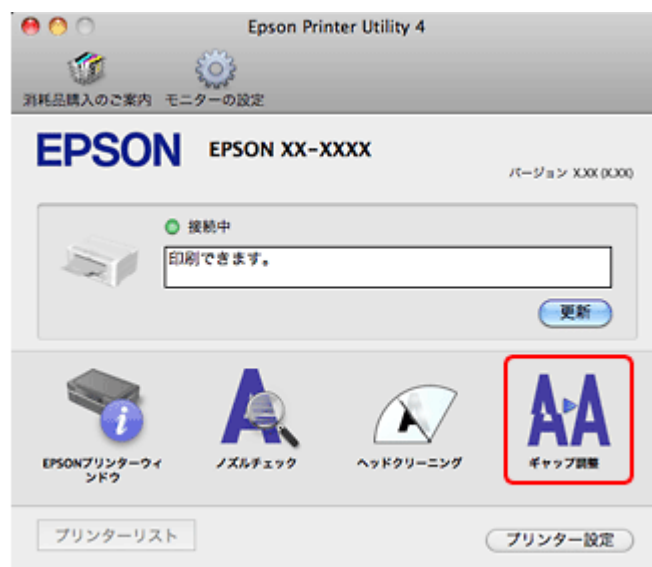 Epson Printer Utility 4
消耗品購入のご案内 モニターの設定
EPSON EPSON XX-XXXX
バージョン X.XX (X.XX)
接続中
印刷できます。
更新
EPSONプリンターウィ
ンドウ
ノズルチェック
ヘッドクリーニング
ギャップ調整
プリンターリスト
プリンター設定